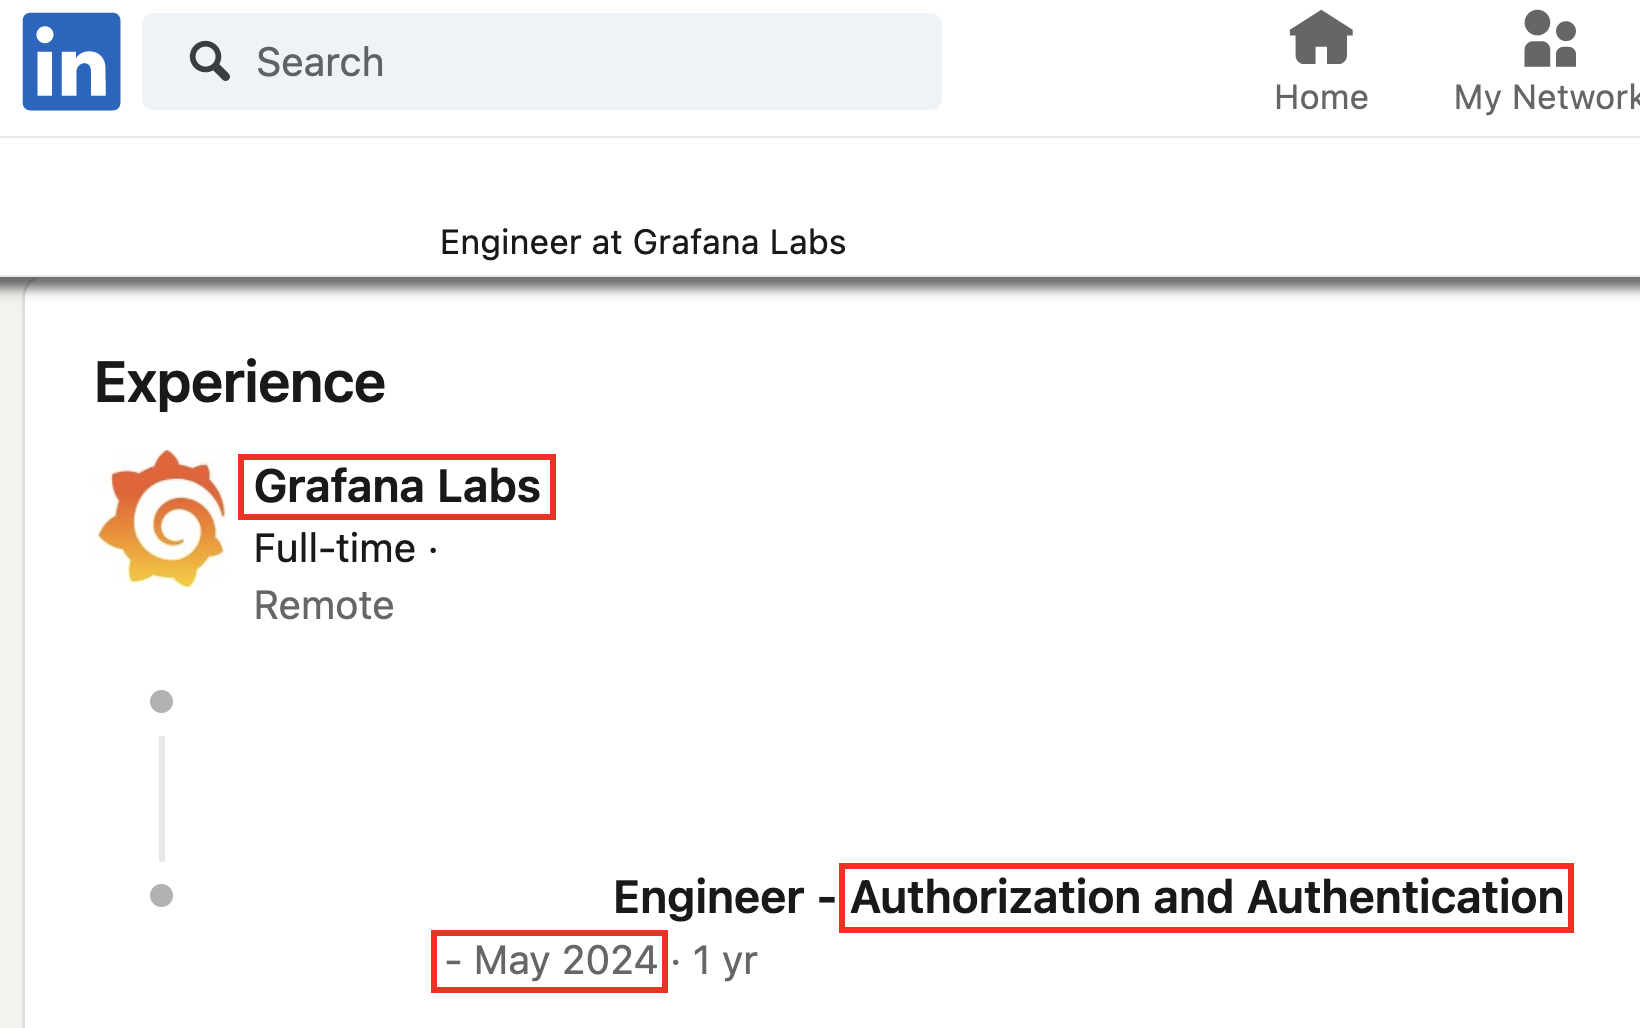 in
Search
Home
My Network
Engineer at Grafana Labs
Experience
Grafana Labs
Full-time ·
Remote
Engineer - Authorization and Authentication
- May 2024 · 1 yr